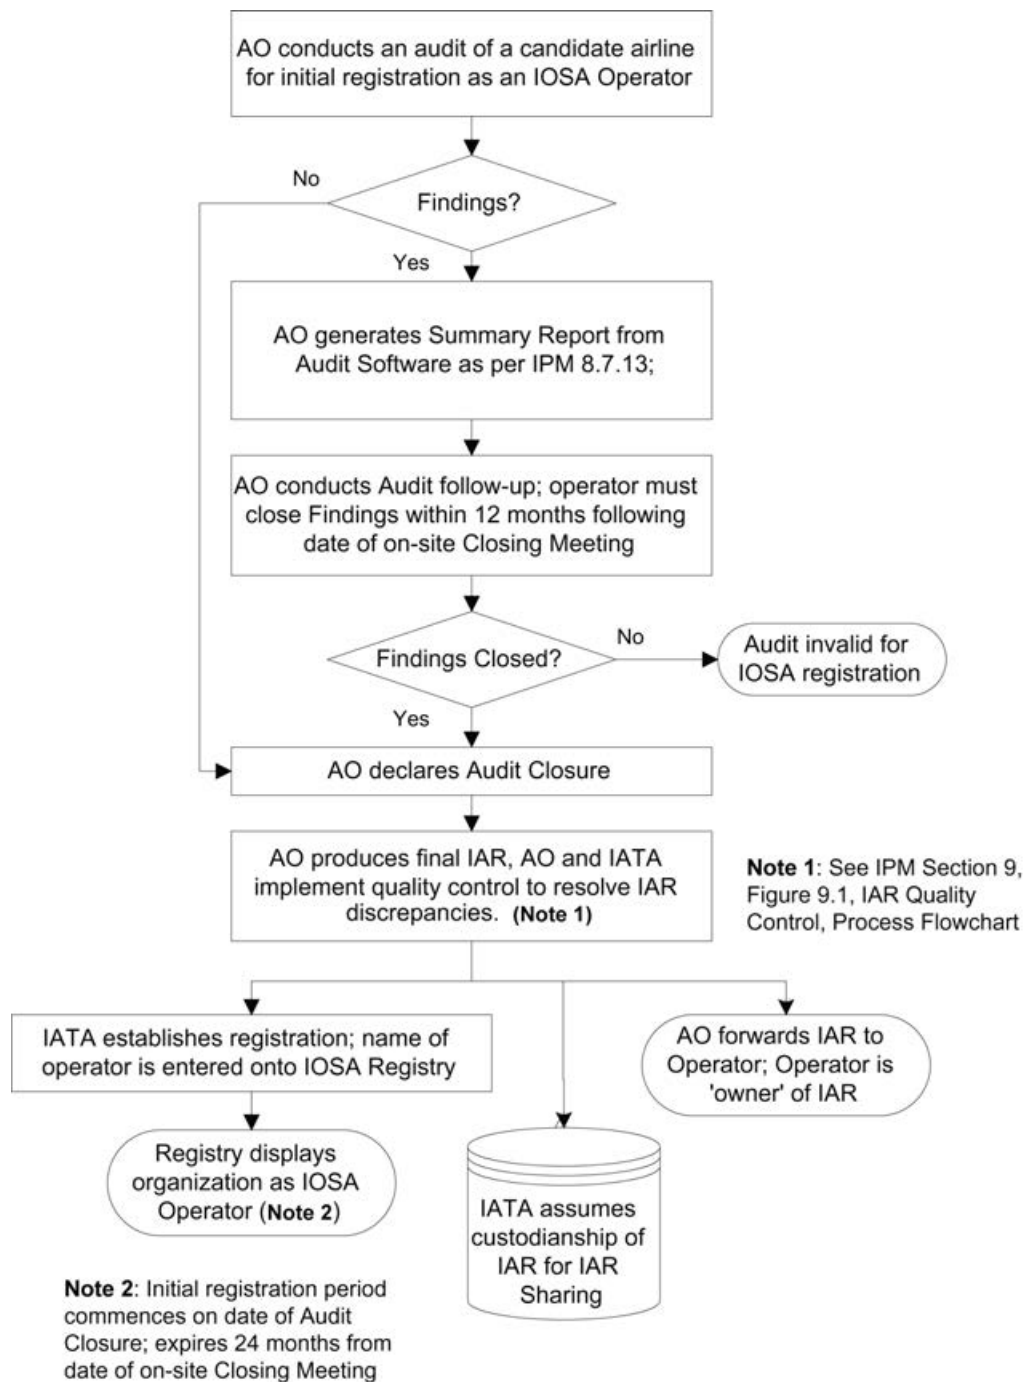 AO conducts an audit of a candidate airline
for initial registration as an IOSA Operator
No
Findings?
Yes
AO generates Summary Report from
Audit Software as per IPM 8.7.13;
AO conducts Audit follow-up; operator must
close Findings within 12 months following
date of on-site Closing Meeting
No
Findings Closed?
Audit invalid for
IOSA registration
Yes
AO declares Audit Closure
AO produces final IAR, AO and IATA
implement quality control to resolve IAR
discrepancies. (Note 1)
Note 1: See IPM Section 9,
Figure 9.1, IAR Quality
Control, Process Flowchart
IATA establishes registration; name of
operator is entered onto IOSA Registry
AO forwards IAR to
Operator; Operator is
'owner' of IAR
Registry displays
organization as IOSA
Operator (Note 2)
IATA assumes
custodianship of
IAR for IAR
Sharing
Note 2: Initial registration period
commences on date of Audit
Closure; expires 24 months from
date of on-site Closing Meeting